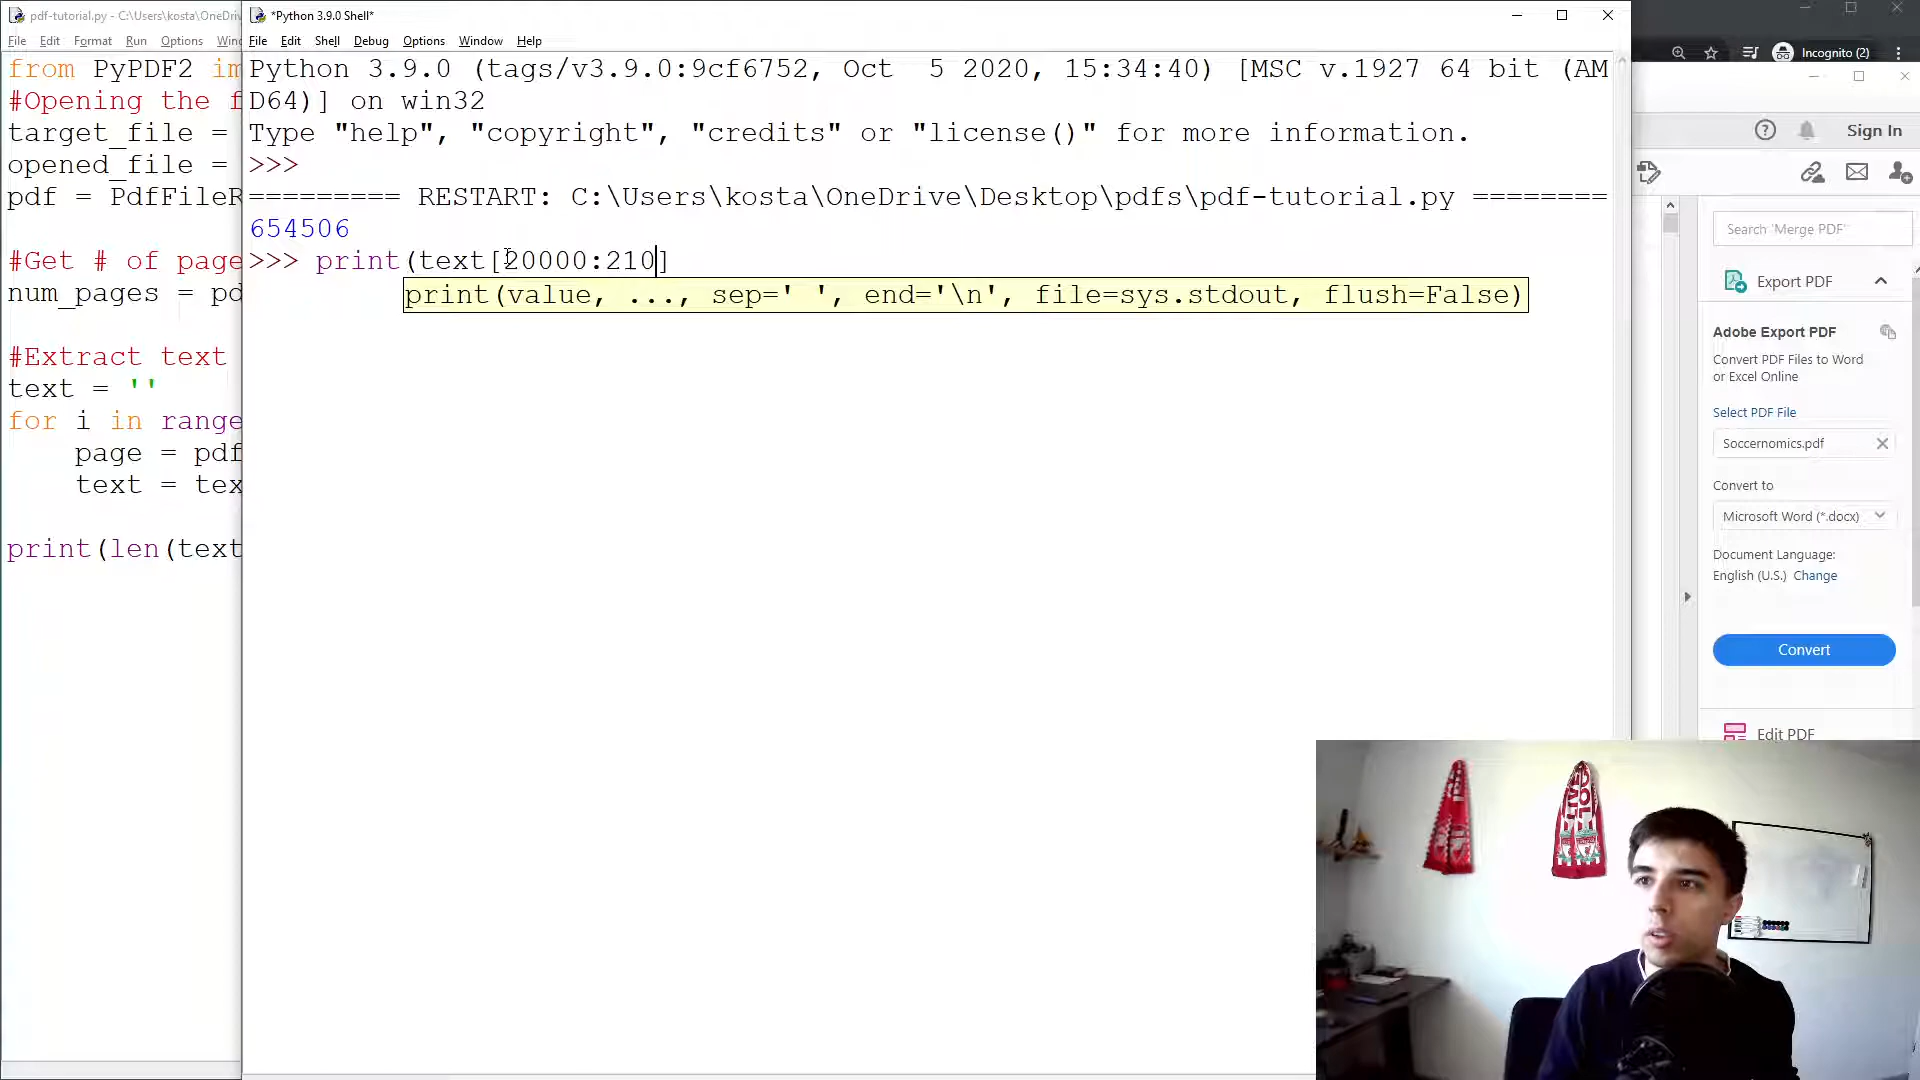 pdf-tutorial.py - C:\Users\kosta\OneDriv
File Edit Format Run Options Wind
from PyPDF2 im
#Opening the f
target_file =
opened_file =
pdf = PdfFileR
#Get # of page
num_pages = pd
#Extract text
text = ''
for i in range
page = pdf
text = tex
print(len(text
*Python 3.9.0 Shell*
File Edit Shell Debug Options Window Help
Python 3.9.0 (tags/v3.9.0:9cf6752, Oct  5 2020, 15:34:40) [MSC v.1927 64 bit (AM
D64)] on win32
Type "help", "copyright", "credits" or "license()" for more information.
>>>
========= RESTART: C:\Users\kosta\OneDrive\Desktop\pdfs\pdf-tutorial.py ========
654506
>>> print(text[20000:210]
print(value, ..., sep=' ', end='\n', file=sys.stdout, flush=False)
Incognito (2)
Sign In
Search 'Merge PDF'
Export PDF
Adobe Export PDF
Convert PDF Files to Word
or Excel Online
Select PDF File
Soccernomics.pdf
Convert to
Microsoft Word (*.docx)
Document Language:
English (U.S.) Change
Convert
Edit PDF